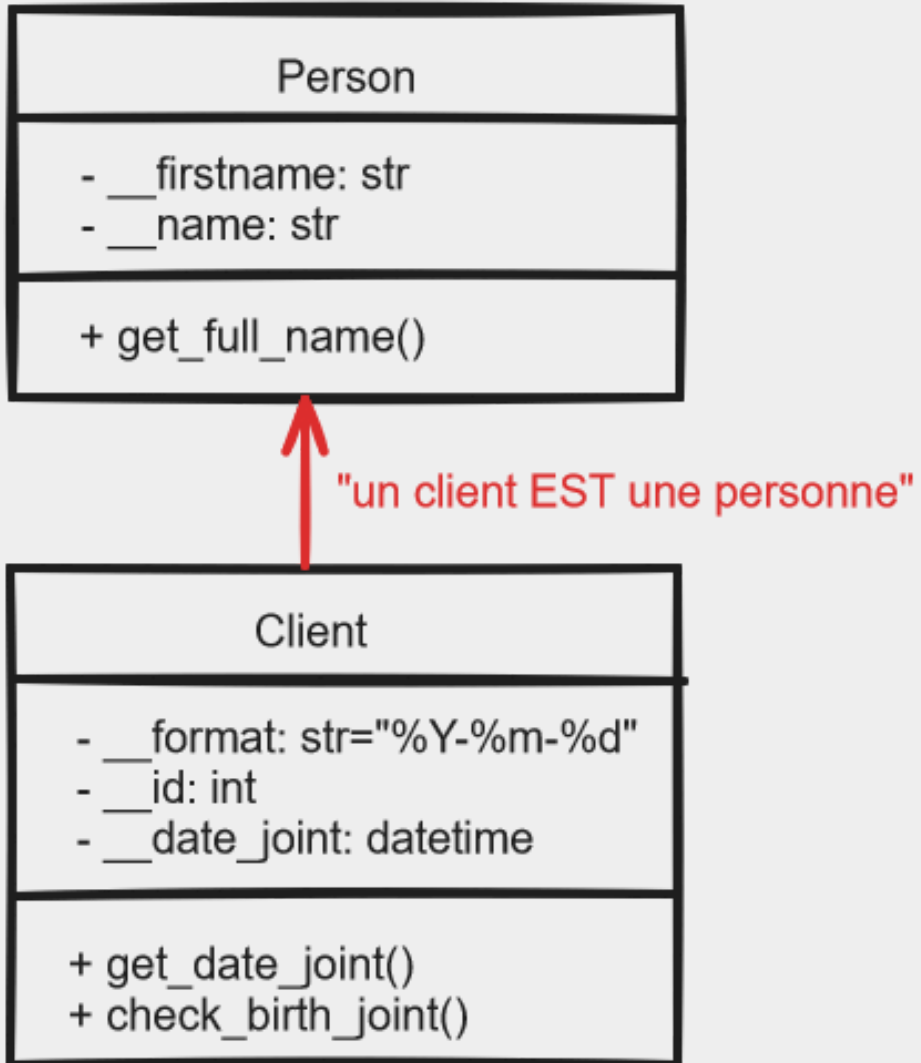 Person
- __firstname: str
- __name: str
+ get_full_name()
"un client EST une personne"
Client
- __format: str="%Y-%m-%d"
- __id: int
- __date_joint: datetime
+ get_date_joint()
+ check_birth_joint()